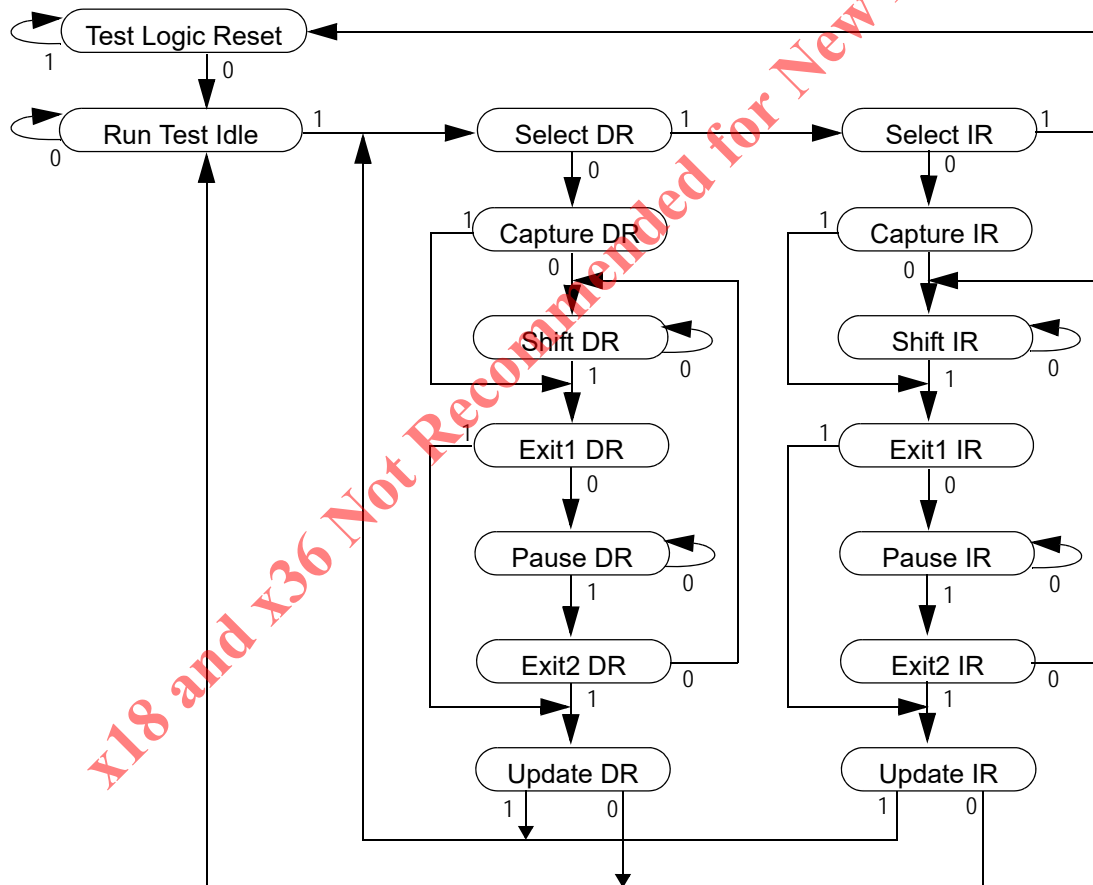 Test Logic Reset
1
0
Run Test Idle
0
1
Select DR
1
0
Select IR
1
0
1
Capture DR
0
1
Capture IR
0
Shift DR
0
1
Shift IR
0
1
1
Exit1 DR
0
1
Exit1 IR
0
Pause DR
0
1
Pause IR
0
1
Exit2 DR
0
1
Exit2 IR
0
1
Update DR
1
0
Update IR
1
0
x18 and x36 Not Recommended for New